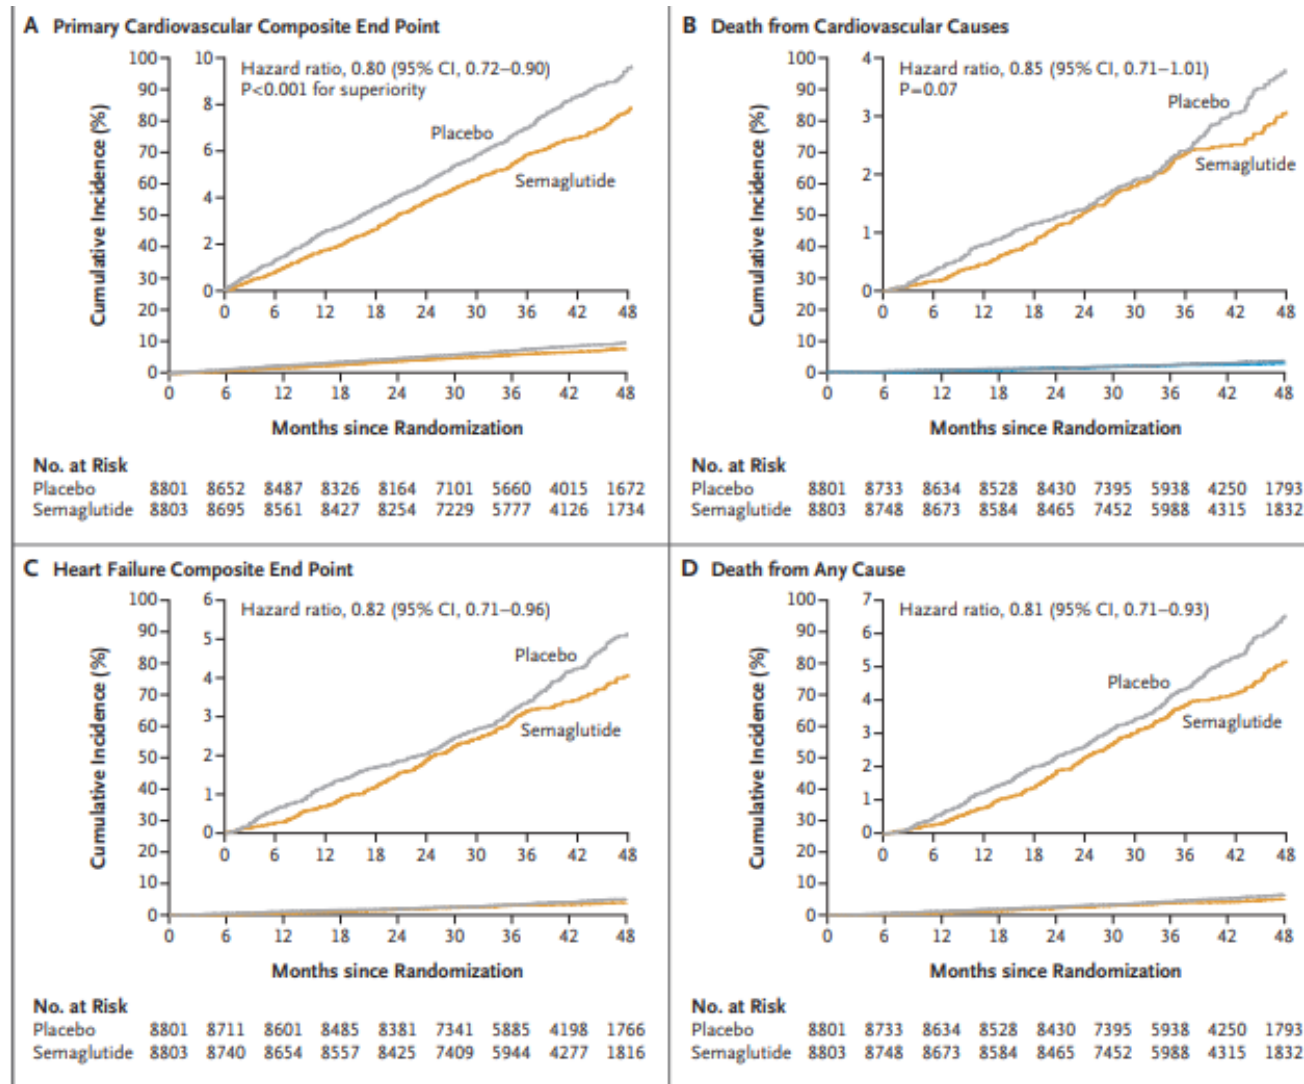 A Primary Cardiovascular Composite End Point
Cumulative Incidence (%)
100
90
80
70
60
50
40
30
20
10
0
10
8
6
4
2
0
Hazard ratio, 0.80 (95% CI, 0.72–0.90)
P<0.001 for superiority
Placebo
Semaglutide
0 6 12 18 24 30 36 42 48
0 6 12 18 24 30 36 42 48
Months since Randomization
No. at Risk
Placebo 8801 8652 8487 8326 8164 7101 5660 4015 1672
Semaglutide 8803 8695 8561 8427 8254 7229 5777 4126 1734
B Death from Cardiovascular Causes
Cumulative Incidence (%)
100
90
80
70
60
50
40
30
20
10
0
4
3
2
1
0
Hazard ratio, 0.85 (95% CI, 0.71–1.01)
P=0.07
Placebo
Semaglutide
0 6 12 18 24 30 36 42 48
0 6 12 18 24 30 36 42 48
Months since Randomization
No. at Risk
Placebo 8801 8733 8634 8528 8430 7395 5938 4250 1793
Semaglutide 8803 8748 8673 8584 8465 7452 5988 4315 1832
C Heart Failure Composite End Point
Cumulative Incidence (%)
100
90
80
70
60
50
40
30
20
10
0
6
5
4
3
2
1
0
Hazard ratio, 0.82 (95% CI, 0.71–0.96)
Placebo
Semaglutide
0 6 12 18 24 30 36 42 48
0 6 12 18 24 30 36 42 48
Months since Randomization
No. at Risk
Placebo 8801 8711 8601 8485 8381 7341 5885 4198 1766
Semaglutide 8803 8740 8654 8557 8425 7409 5944 4277 1816
D Death from Any Cause
Cumulative Incidence (%)
100
90
80
70
60
50
40
30
20
10
0
7
6
5
4
3
2
1
0
Hazard ratio, 0.81 (95% CI, 0.71–0.93)
Placebo
Semaglutide
0 6 12 18 24 30 36 42 48
0 6 12 18 24 30 36 42 48
Months since Randomization
No. at Risk
Placebo 8801 8733 8634 8528 8430 7395 5938 4250 1793
Semaglutide 8803 8748 8673 8584 8465 7452 5988 4315 1832